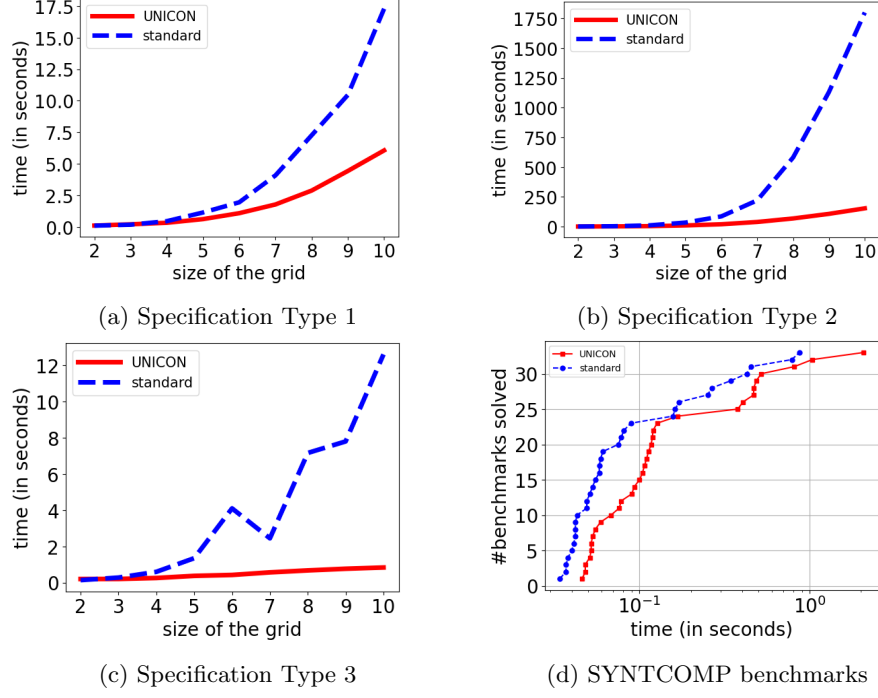 17.5
15.0
12.5
10.0
7.5
5.0
2.5
0.0
time (in seconds)
UNICON
standard
2 3 4 5 6 7 8 9 10
size of the grid
(a) Specification Type 1
1750
1500
1250
1000
750
500
250
0
time (in seconds)
UNICON
standard
2 3 4 5 6 7 8 9 10
size of the grid
(b) Specification Type 2
12
10
8
6
4
2
0
time (in seconds)
UNICON
standard
2 3 4 5 6 7 8 9 10
size of the grid
(c) Specification Type 3
30
25
20
15
10
5
0
#benchmarks solved
UNICON
standard
10⁻¹ 10⁰
time (in seconds)
(d) SYNTCOMP benchmarks